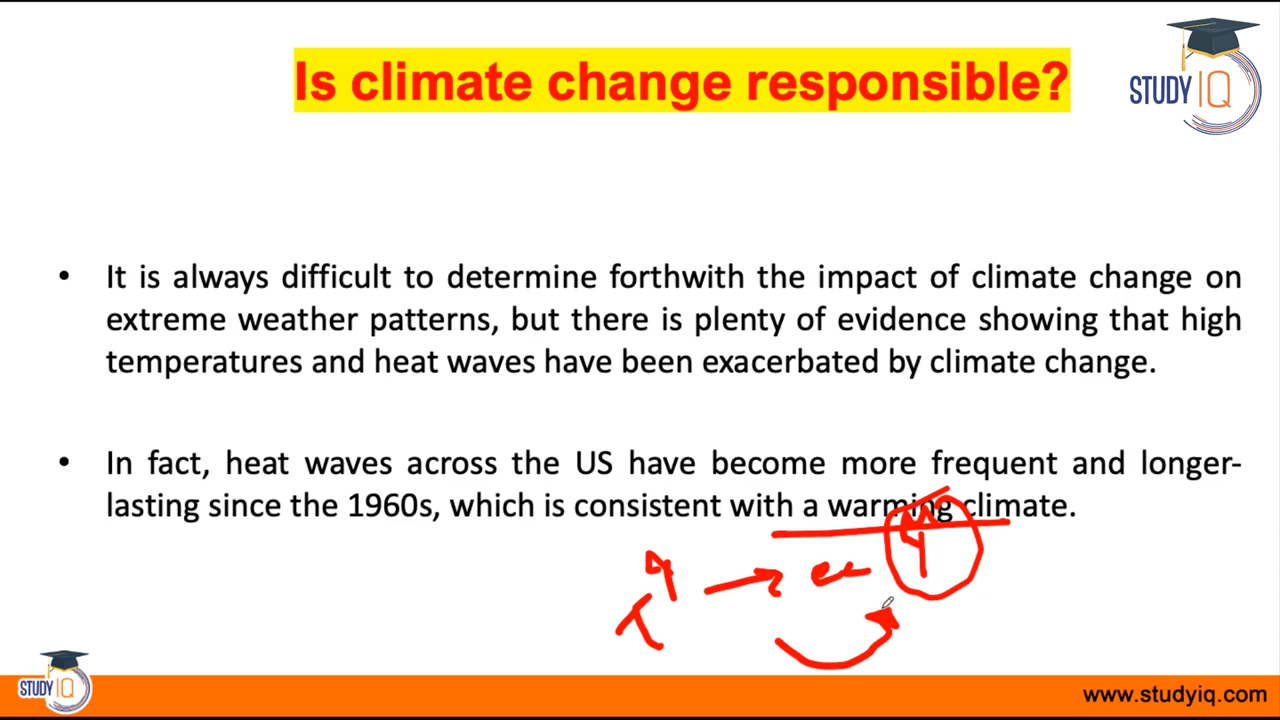 Is climate change responsible?
STUDY IQ
• It is always difficult to determine forthwith the impact of climate change on
extreme weather patterns, but there is plenty of evidence showing that high
temperatures and heat waves have been exacerbated by climate change.
• In fact, heat waves across the US have become more frequent and longer-
lasting since the 1960s, which is consistent with a warming climate.
STUDY IQ
www.studyiq.com